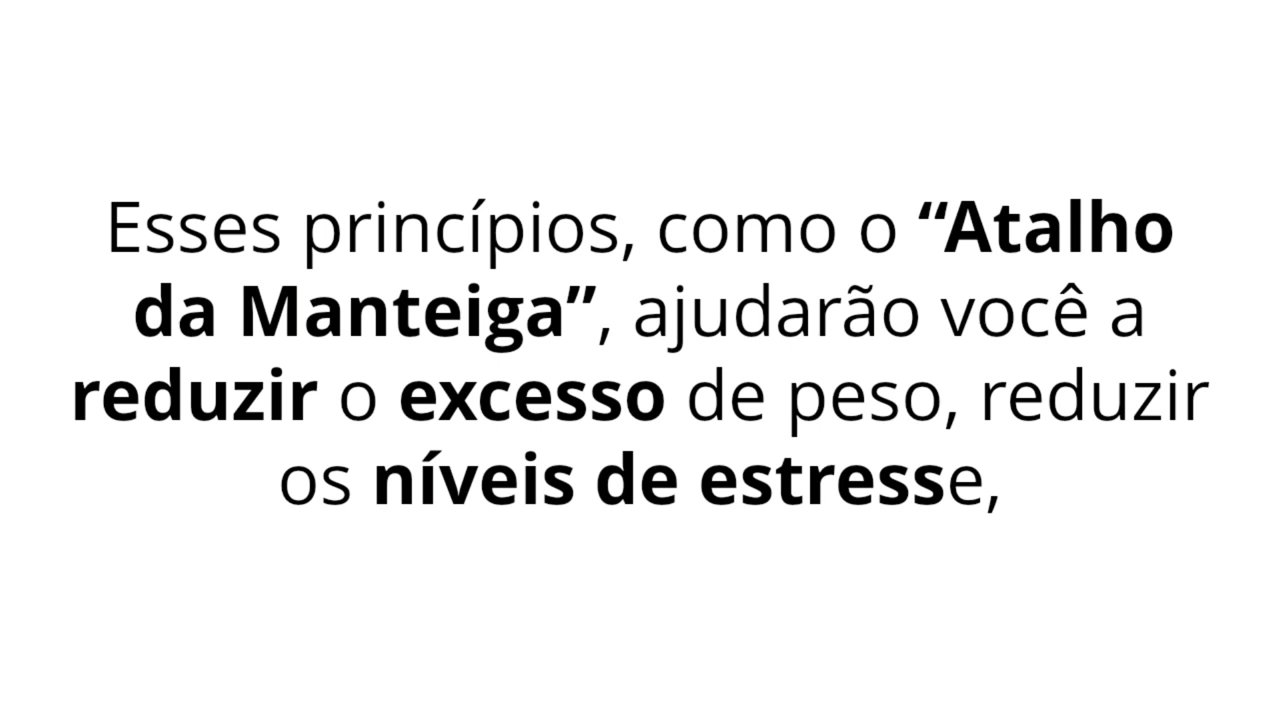 Esses princípios, como o “Atalho
da Manteiga”, ajudarão você a
reduzir o excesso de peso, reduzir
os níveis de estresse,